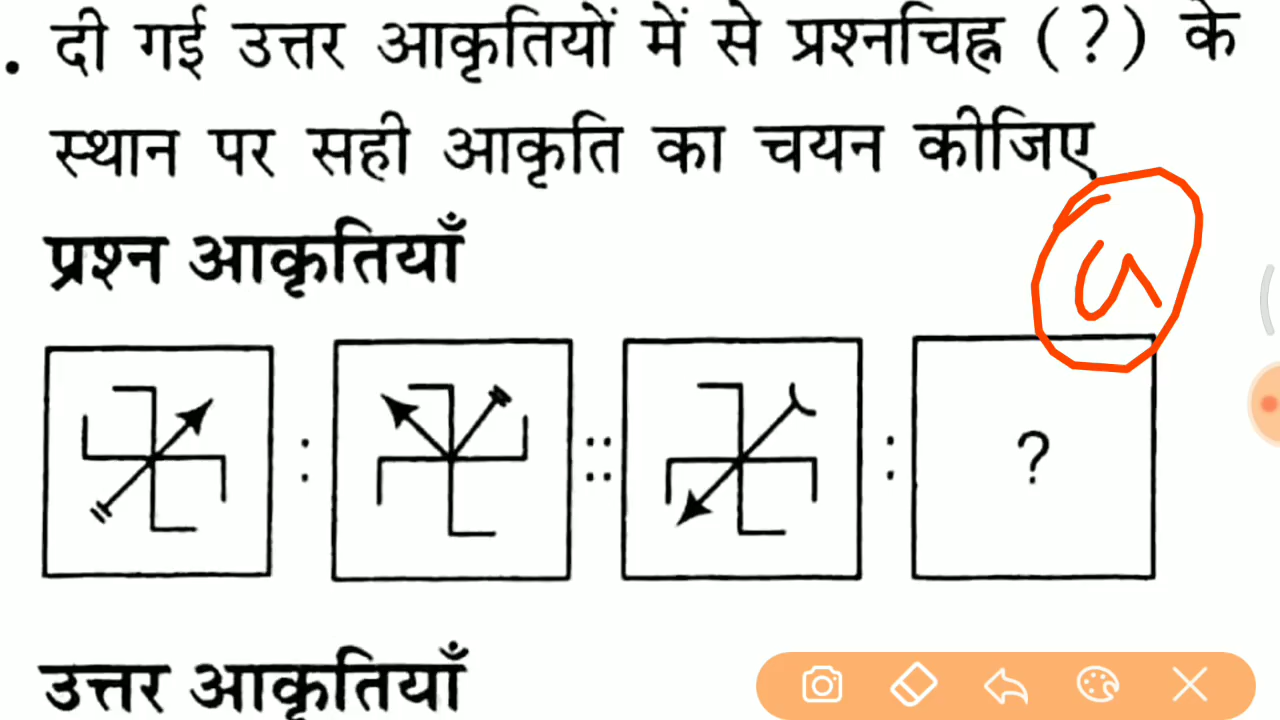 . दी गई उत्तर आकृतियों में से प्रश्नचिह्न (?) के
स्थान पर सही आकृति का चयन कीजिए
प्रश्न आकृतियाँ
: :: : ?
उत्तर आकृतियाँ